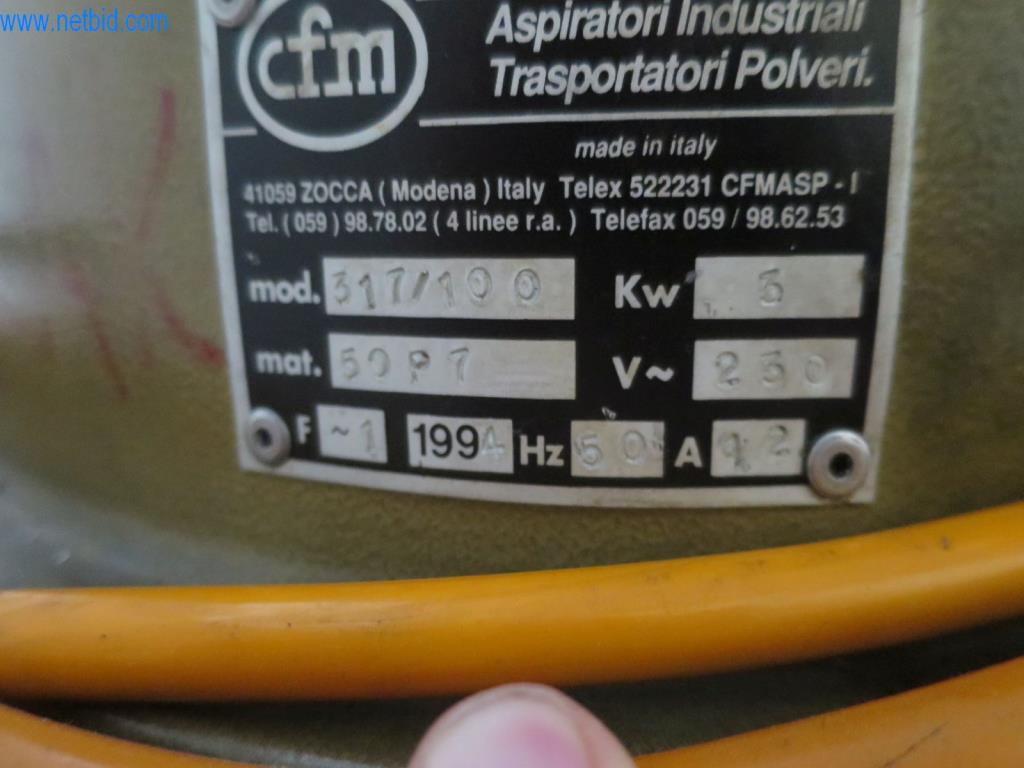 www.netbid.com
cfm
Aspiratori Industriali
Trasportatori Polveri.
made in italy
41059 ZOCCA ( Modena ) Italy Telex 522231 CFMASP - I
Tel. ( 059 ) 98.78.02 ( 4 linee r.a. ) Telefax 059 / 98.62.53
mod. 317/100 Kw 3
mat. 50P7 V~ 230
F ~1 1994 Hz 50 A 12